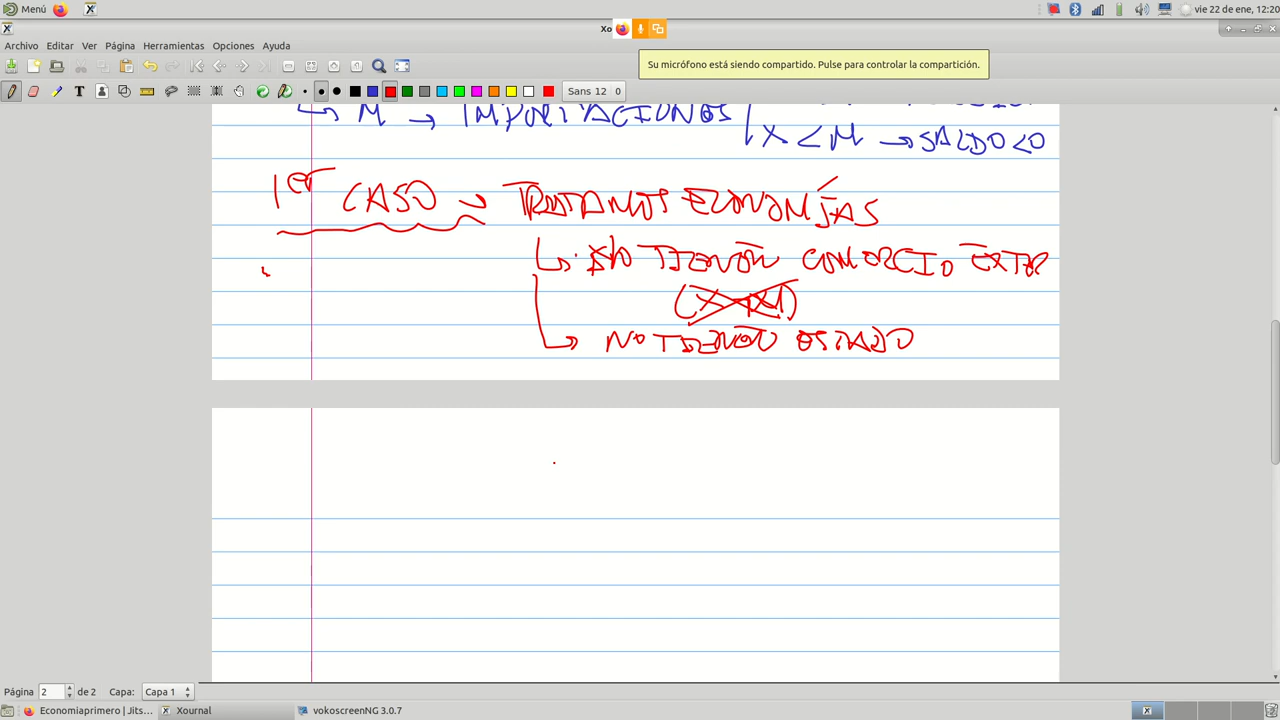 Menú
vie 22 de ene, 12:20
Xo
Archivo Editar Ver Página Herramientas Opciones Ayuda
Su micrófono está siendo compartido. Pulse para controlar la compartición.
Sans 12 0
M → IMPORTACIONES
X < M → SALDO < 0
1er CASO → TRATAMOS ECONOMÍAS
NO TIENEN COMERCIO EXTER
(X-M)
NO TIENEN ESTADO
Página 2 de 2 Capa: Capa 1
Economiaprimero | Jits... Xournal vokoscreenNG 3.0.7